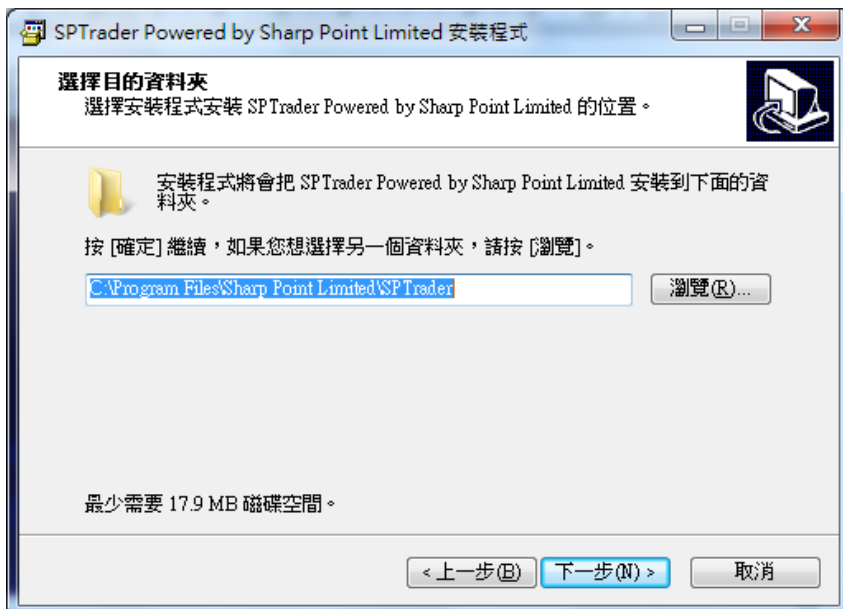 SPTrader Powered by Sharp Point Limited 安裝程式
選擇目的資料夾
選擇安裝程式安裝 SPTrader Powered by Sharp Point Limited 的位置。
安裝程式將會把 SPTrader Powered by Sharp Point Limited 安裝到下面的資
料夾。
按 [確定] 繼續，如果您想選擇另一個資料夾，請按 [瀏覽]。
C:\Program Files\Sharp Point Limited\SPTrader
瀏覽(R)...
最少需要 17.9 MB 磁碟空間。
< 上一步(B)
下一步(N) >
取消